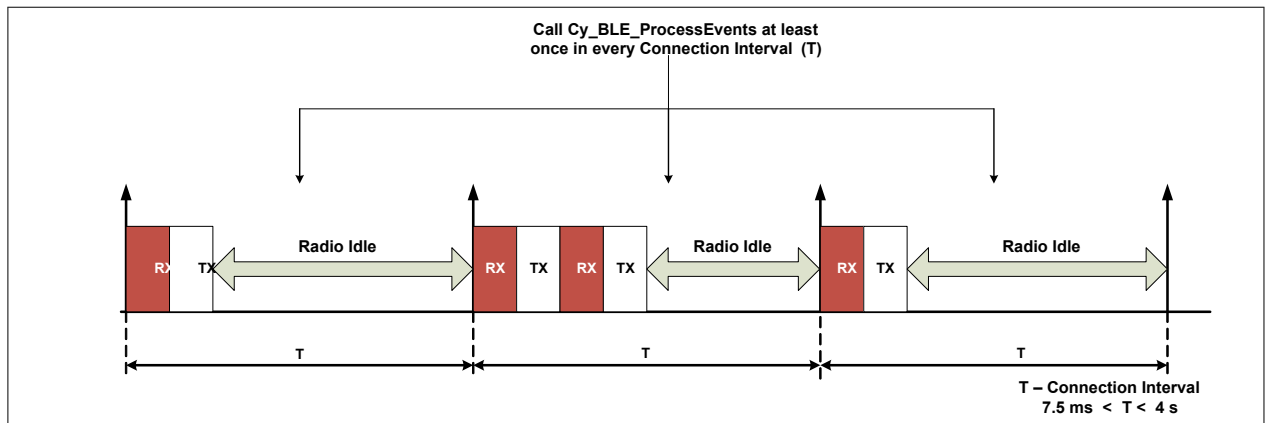 Call Cy_BLE_ProcessEvents at least
once in every Connection Interval (T)
Radio Idle
Radio Idle
Radio Idle
RX TX
RX TX RX TX
RX TX
T
T
T
T – Connection Interval
7.5 ms < T < 4 s